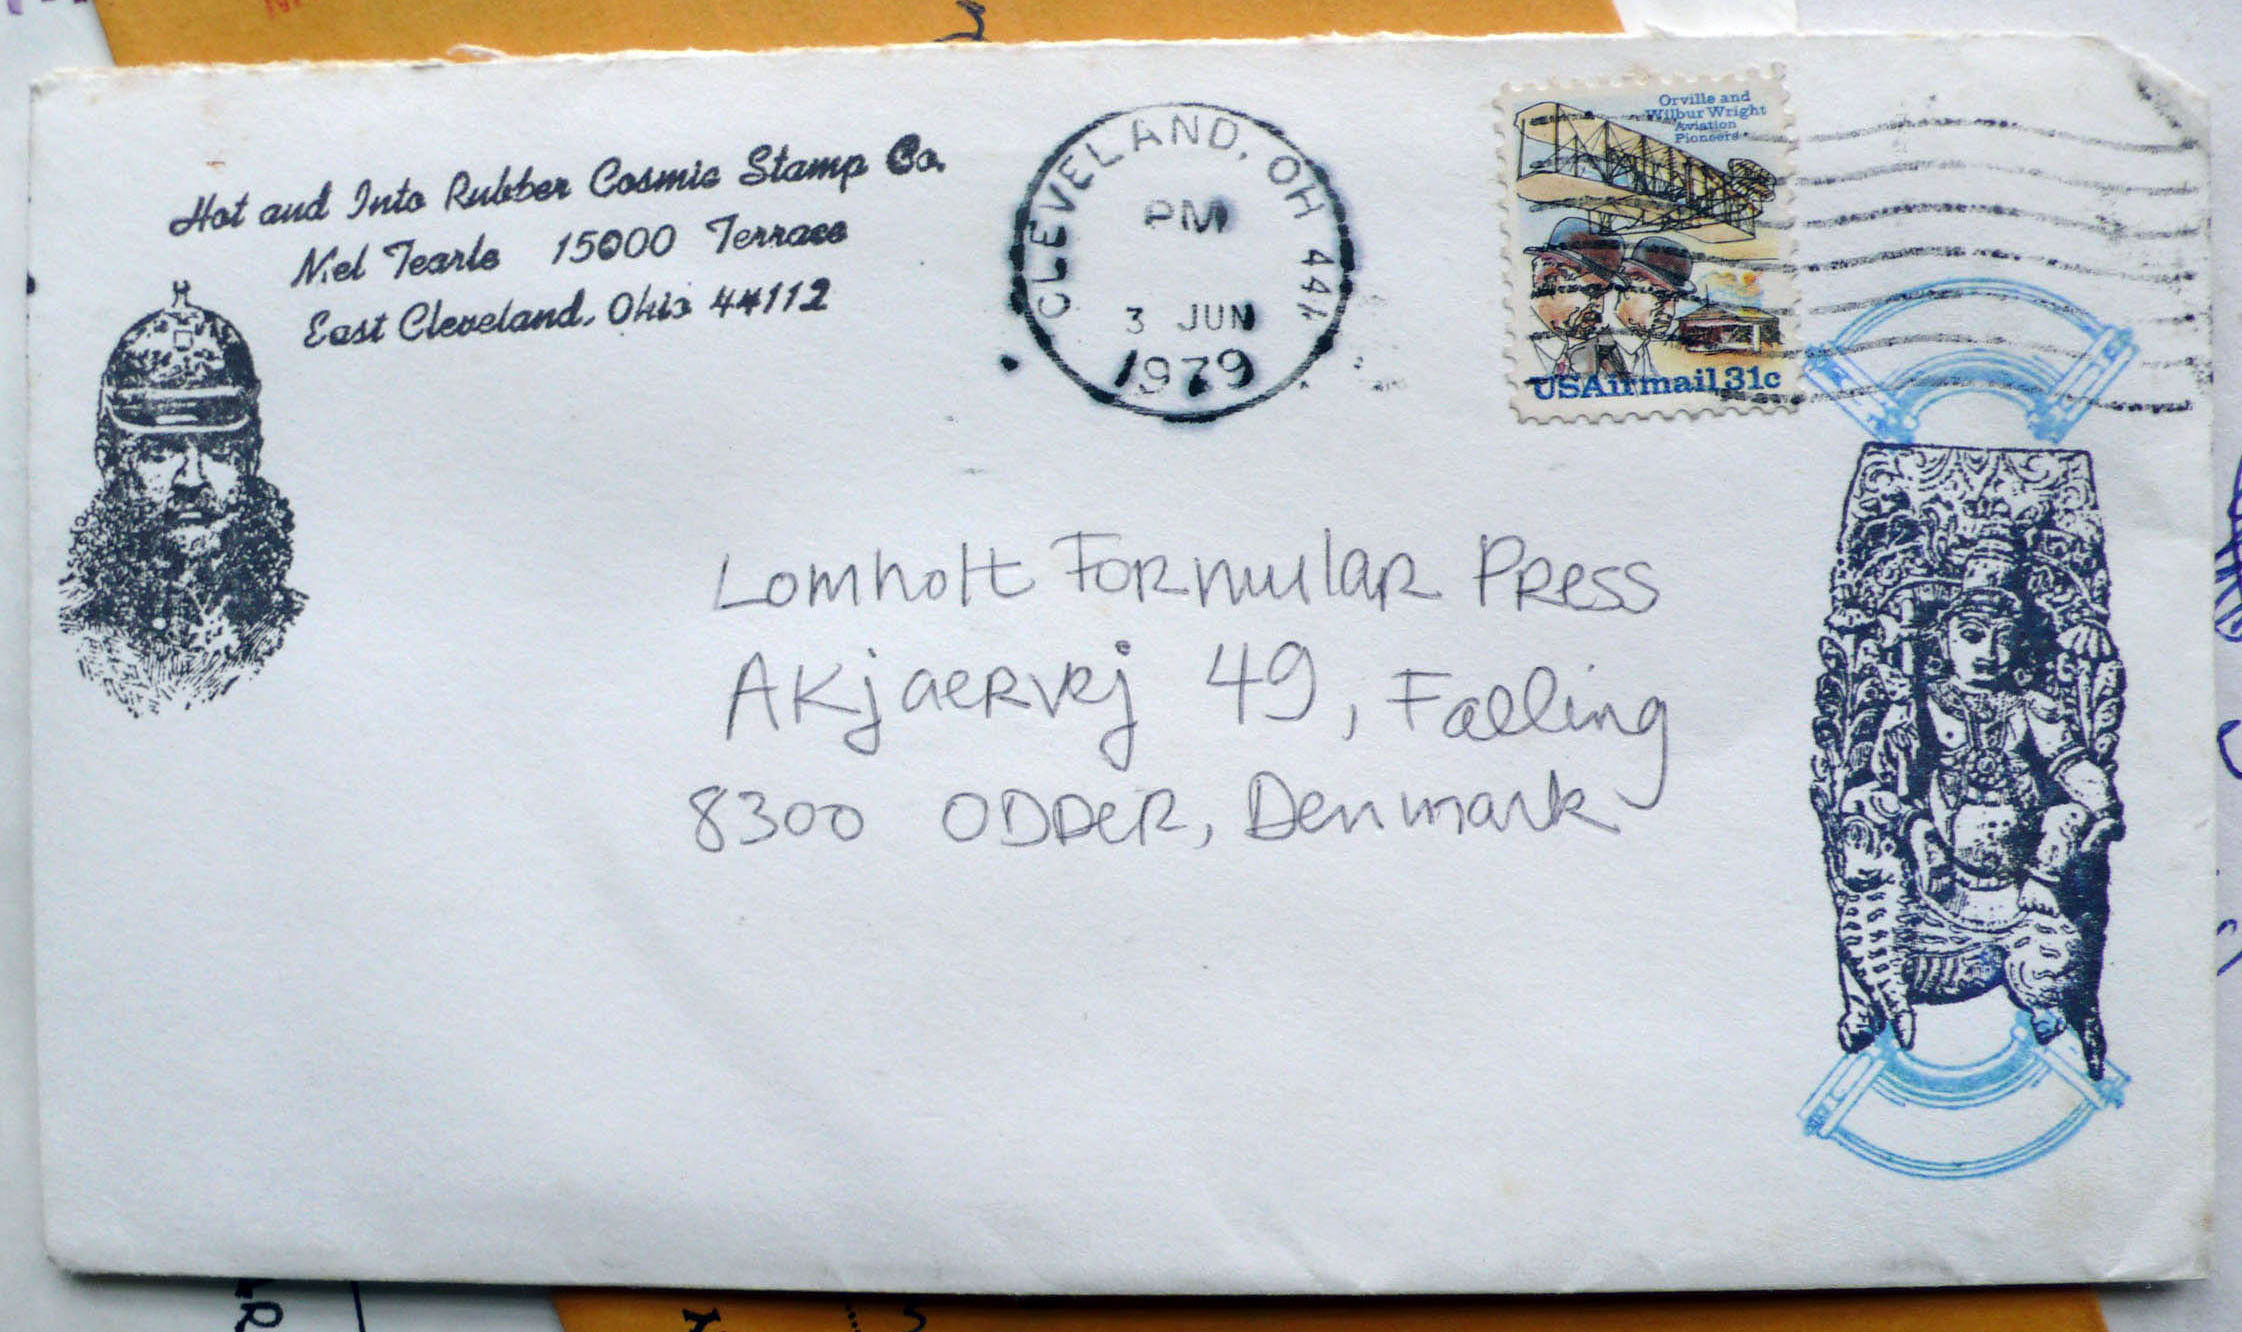 Hot and Into Rubber Cosmic Stamp Co.
Mel Tearle 15000 Terrace
East Cleveland, Ohio 44112
CLEVELAND, OH 441
PM
3 JUN
1979
Orville and
Wilbur Wright
Aviation
Pioneers
USAirmail 31c
Lomholt Formular Press
AKjaervej 49, Falling
8300 ODDER, Denmark